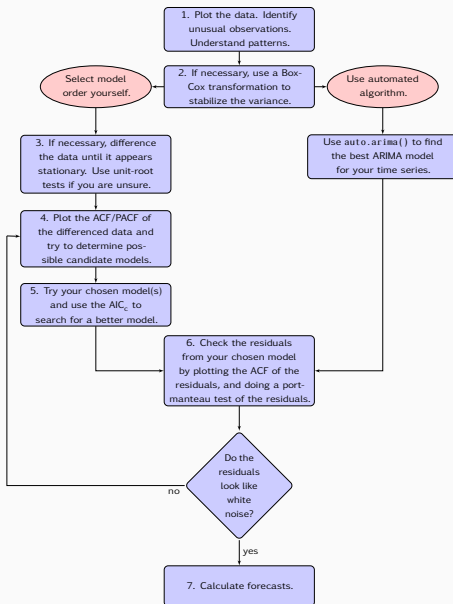 1. Plot the data. Identify
unusual observations.
Understand patterns.
Select model
order yourself.
2. If necessary, use a Box-
Cox transformation to
stabilize the variance.
Use automated
algorithm.
3. If necessary, difference
the data until it appears
stationary. Use unit-root
tests if you are unsure.
Use auto.arima() to find
the best ARIMA model
for your time series.
4. Plot the ACF/PACF of
the differenced data and
try to determine pos-
sible candidate models.
5. Try your chosen model(s)
and use the AICc to
search for a better model.
6. Check the residuals
from your chosen model
by plotting the ACF of the
residuals, and doing a port-
manteau test of the residuals.
Do the
residuals
look like
white
noise?
no
yes
7. Calculate forecasts.